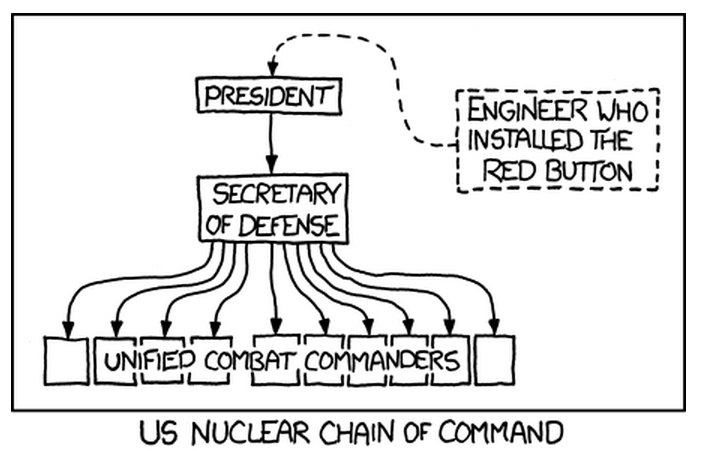 PRESIDENT
ENGINEER WHO
INSTALLED THE
RED BUTTON
SECRETARY
OF DEFENSE
UNIFIED COMBAT COMMANDERS
US NUCLEAR CHAIN OF COMMAND